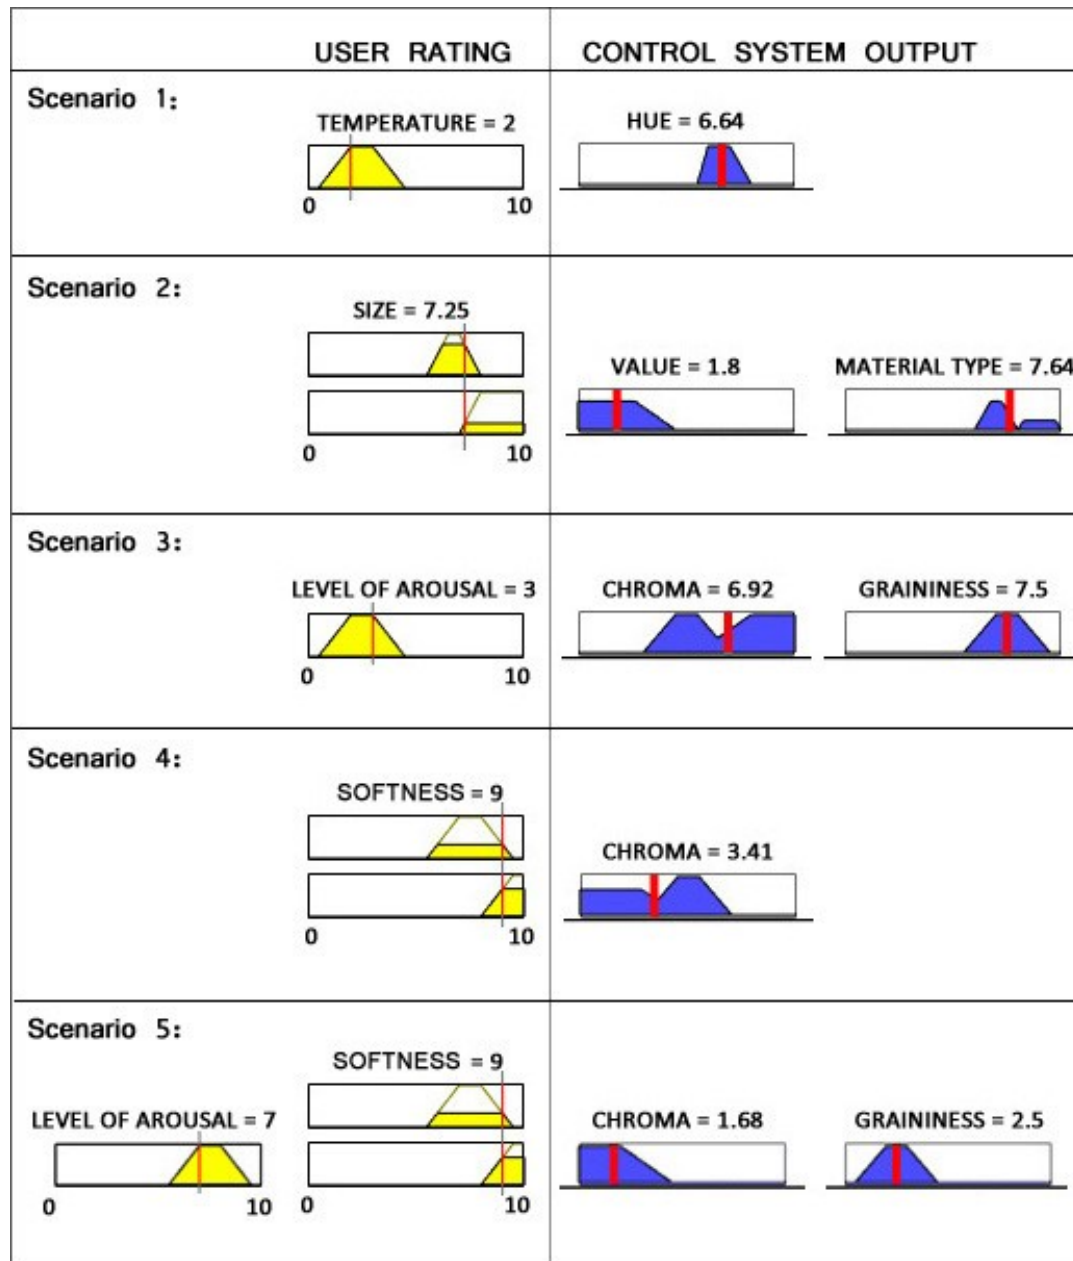 USER RATING CONTROL SYSTEM OUTPUT
Scenario 1:
TEMPERATURE = 2 HUE = 6.64
0 10
Scenario 2:
SIZE = 7.25
VALUE = 1.8 MATERIAL TYPE = 7.64
0 10
Scenario 3:
LEVEL OF AROUSAL = 3 CHROMA = 6.92 GRAININESS = 7.5
0 10
Scenario 4:
SOFTNESS = 9
CHROMA = 3.41
0 10
Scenario 5:
SOFTNESS = 9
LEVEL OF AROUSAL = 7 CHROMA = 1.68 GRAININESS = 2.5
0 10 0 10